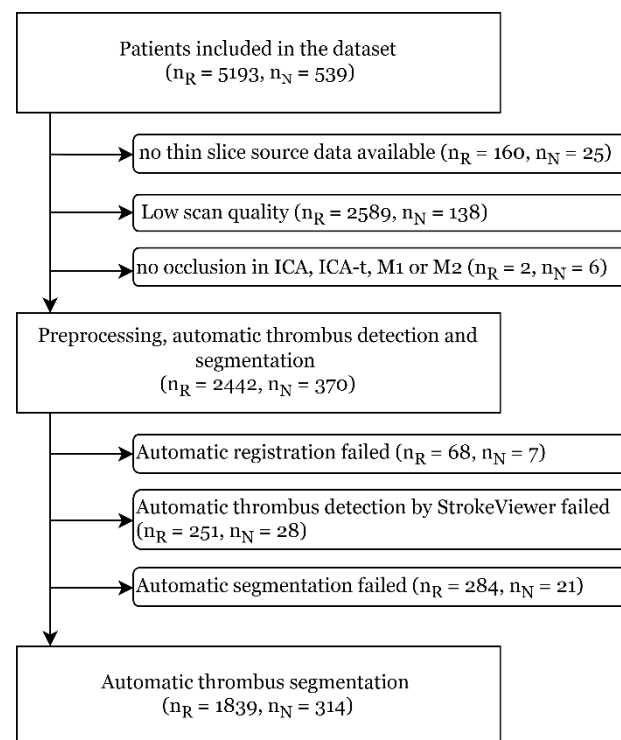 Patients included in the dataset
(nR = 5193, nN = 539)
no thin slice source data available (nR = 160, nN = 25)
Low scan quality (nR = 2589, nN = 138)
no occlusion in ICA, ICA-t, M1 or M2 (nR = 2, nN = 6)
Preprocessing, automatic thrombus detection and
segmentation
(nR = 2442, nN = 370)
Automatic registration failed (nR = 68, nN = 7)
Automatic thrombus detection by StrokeViewer failed
(nR = 251, nN = 28)
Automatic segmentation failed (nR = 284, nN = 21)
Automatic thrombus segmentation
(nR = 1839, nN = 314)